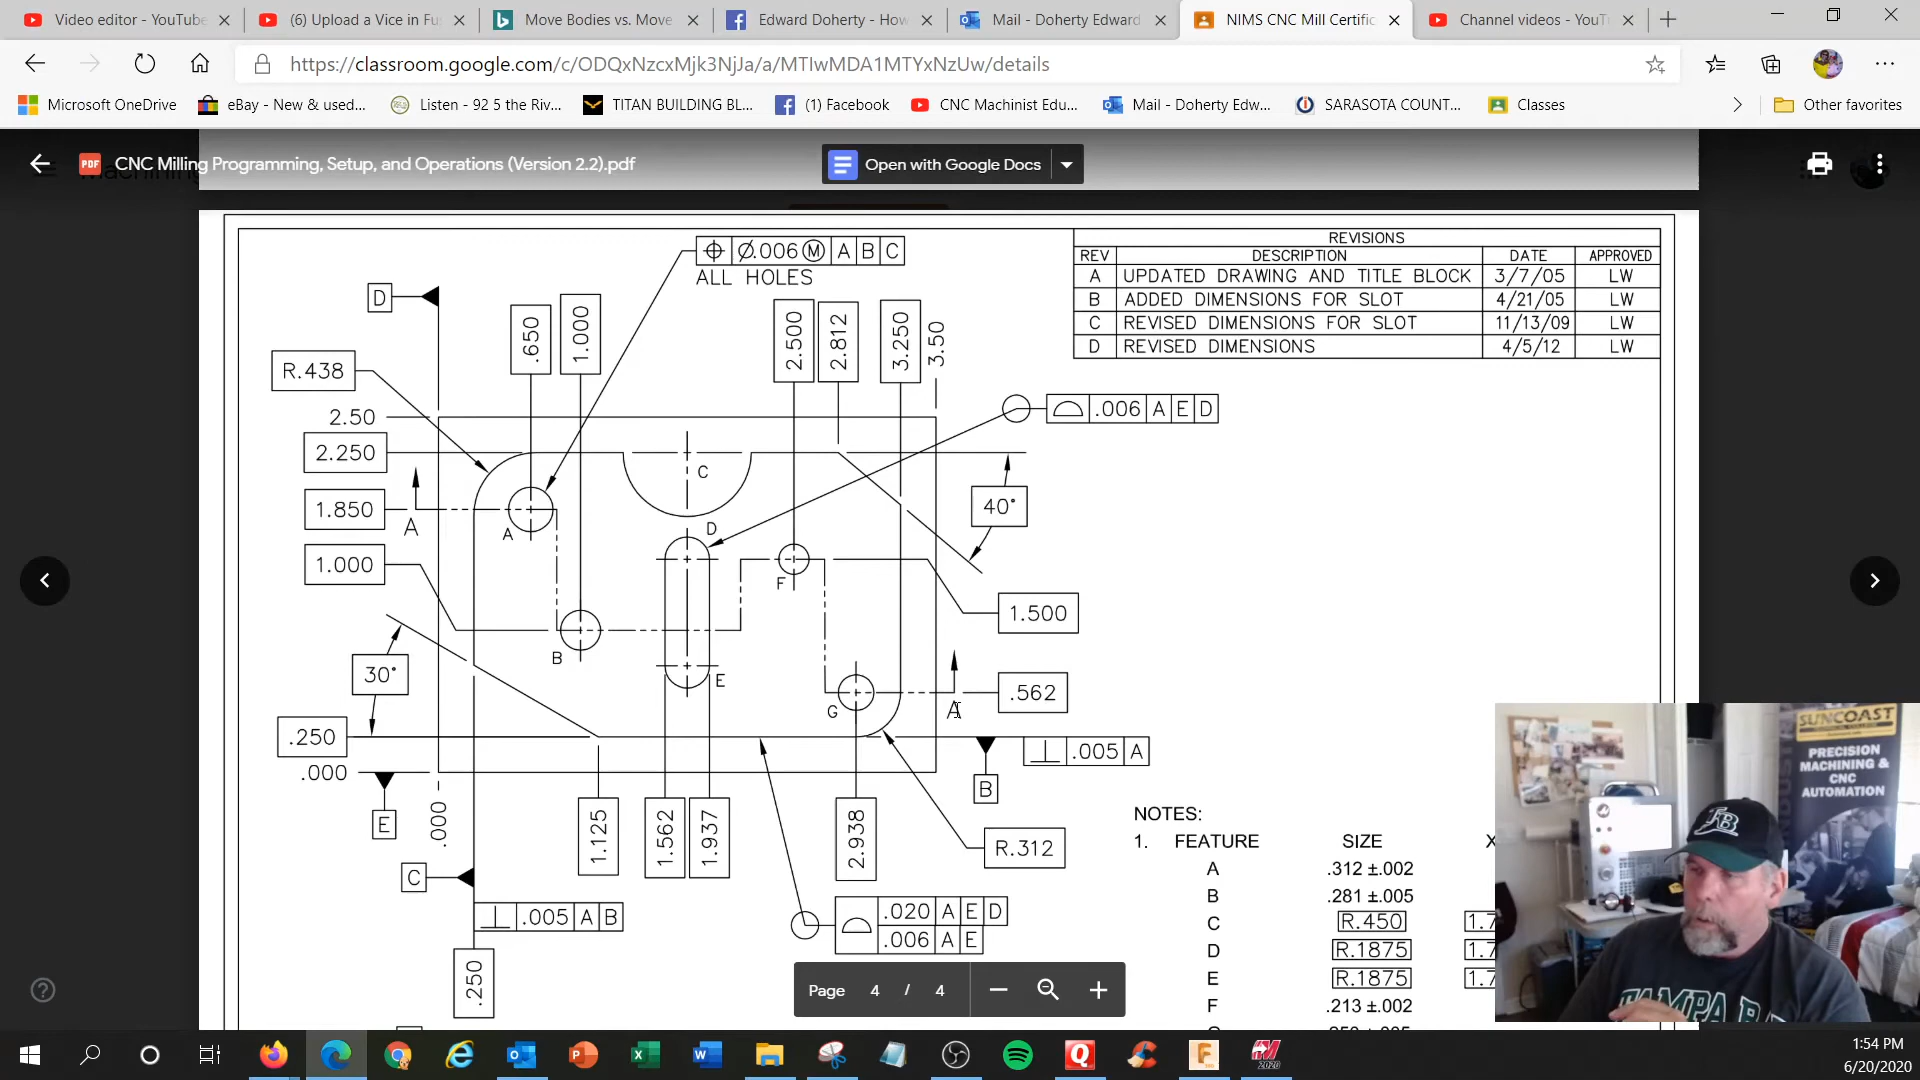 Video editor - YouTube
(6) Upload a Vice in Fu
Move Bodies vs. Move
Edward Doherty - How
Mail - Doherty Edward
NIMS CNC Mill Certific
Channel videos - YouT
https://classroom.google.com/c/ODQxNzcxMjk3NjJa/a/MTIwMDA1MTYxNzUw/details
Microsoft OneDrive
eBay - New & used...
Listen - 92 5 the Riv...
TITAN BUILDING BL...
(1) Facebook
CNC Machinist Edu...
Mail - Doherty Edw...
SARASOTA COUNT...
Classes
Other favorites
PDF CNC Milling Programming, Setup, and Operations (Version 2.2).pdf
Open with Google Docs
REVISIONS
REV DESCRIPTION DATE APPROVED
A UPDATED DRAWING AND TITLE BLOCK 3/7/05 LW
B ADDED DIMENSIONS FOR SLOT 4/21/05 LW
C REVISED DIMENSIONS FOR SLOT 11/13/09 LW
D REVISED DIMENSIONS 4/5/12 LW
⌖ Ø.006 Ⓜ A B C
ALL HOLES
D
.650
1.000
2.500
2.812
3.250
3.50
R.438
2.50
2.250
1.850
1.000
⌓ .006 A E D
40°
A
A
C
D
F
B
E
G
A
1.500
.562
30°
.250
.000
E
.000
C
⊥ .005 A B
.250
1.125
1.562
1.937
2.938
B
⊥ .005 A
R.312
⌓ .020 A E D
.006 A E
NOTES:
1. FEATURE SIZE X
A .312 ±.002
B .281 ±.005
C R.450 1.7
D R.1875 1.7
E R.1875 1.7
F .213 ±.002
Page 4 / 4
SUNCOAST
PRECISION
MACHINING &
CNC
AUTOMATION
TB
TAMPA B
1:54 PM
6/20/2020